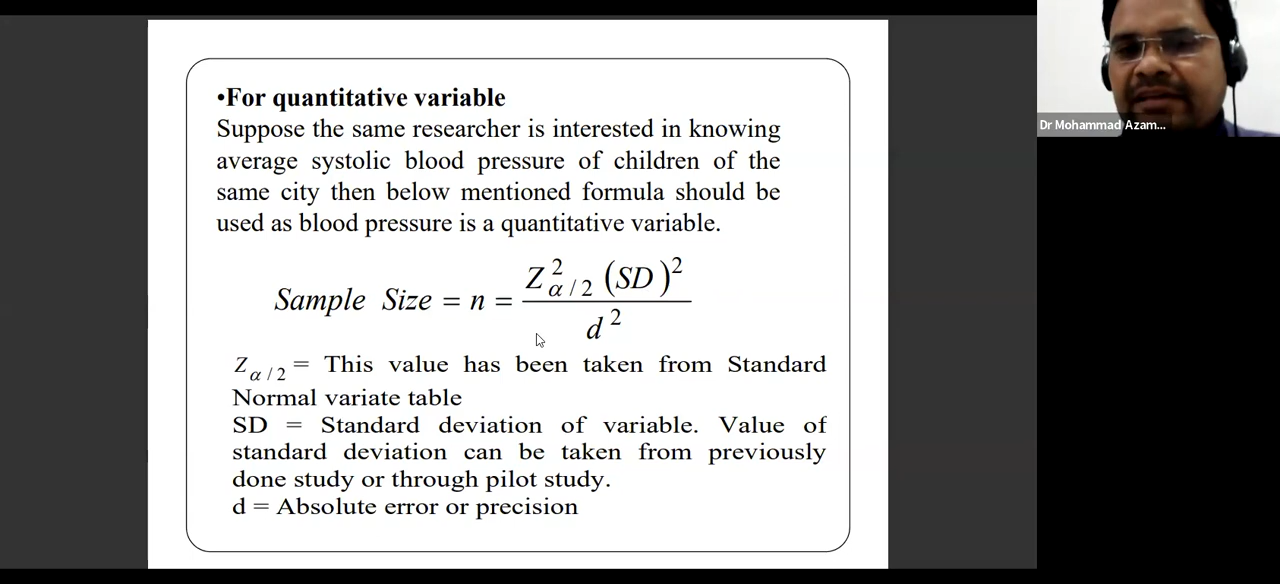 •For quantitative variable
Suppose the same researcher is interested in knowing
average systolic blood pressure of children of the
same city then below mentioned formula should be
used as blood pressure is a quantitative variable.
Sample Size = n = Z²α/2 (SD)² / d²
Zα/2 = This value has been taken from Standard
Normal variate table
SD = Standard deviation of variable. Value of
standard deviation can be taken from previously
done study or through pilot study.
d = Absolute error or precision
Dr Mohammad Azam...